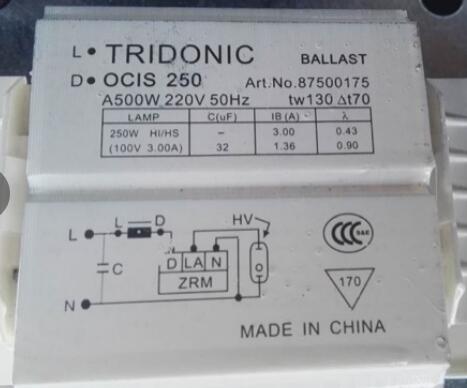 L • TRIDONIC BALLAST
D • OCIS 250 Art.No.87500175
A500W 220V 50Hz tw130 Δt70
LAMP C(uF) IB (A) λ
250W HI/HS – 3.00 0.43
(100V 3.00A) 32 1.36 0.90
L D HV
L
D LA N
C
ZRM
N
CCC S&E
170
MADE IN CHINA